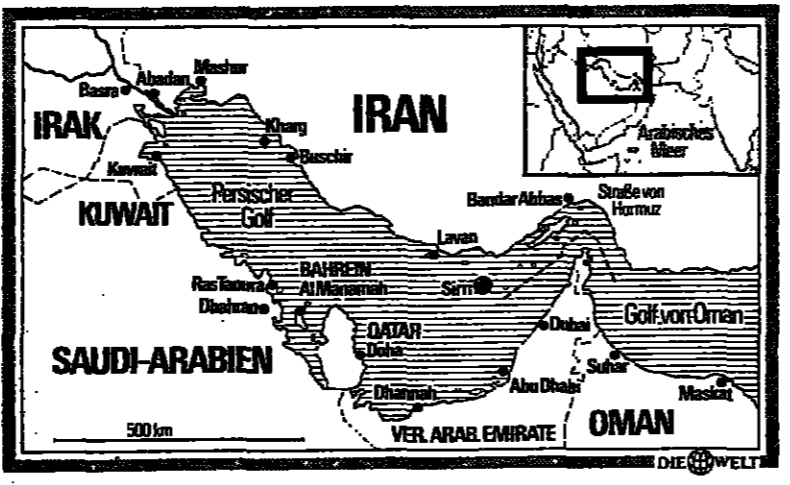 Mashur
Abadan
Basra
IRAN
IRAK
Kharg
Buschir
Kuwait
KUWAIT
Persischer
Golf
Arabisches
Meer
Bandar Abbas
Straße von
Hormuz
Lavan
BAHREIN
Al Manamah
Ras Tanura
Dhahran
Sirri
Golf von Oman
QATAR
Doha
Dubai
SAUDI-ARABIEN
Suhar
Abu Dhabi
Dhannah
Maskat
OMAN
500 km
VER. ARAB. EMIRATE
DIE WELT